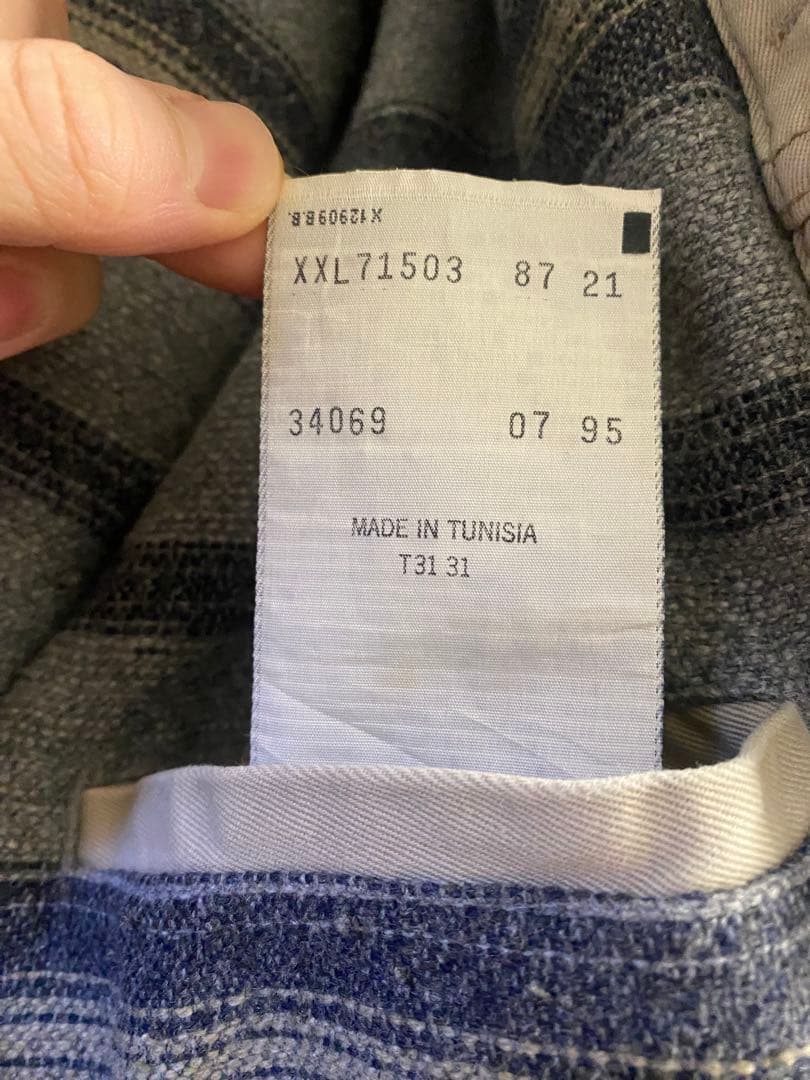 X12909B.B.
XXL71503 87 21
34069 07 95
MADE IN TUNISIA
T31 31